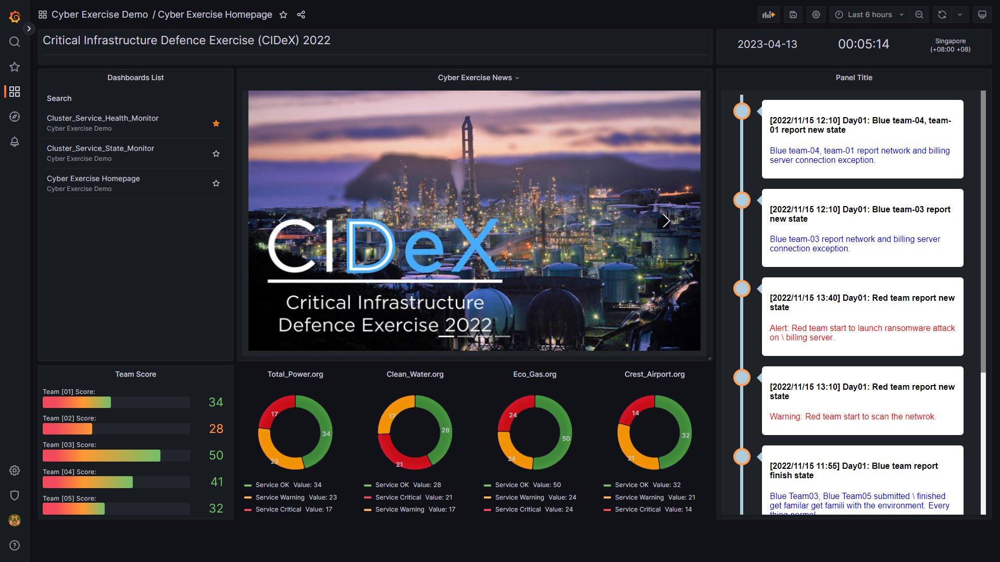 Cyber Exercise Demo / Cyber Exercise Homepage
Last 6 hours
Critical Infrastructure Defence Exercise (CIDeX) 2022
2023-04-13
00:05:14
Singapore
(+08:00 +08)
Dashboards List
Search
Cluster_Service_Health_Monitor
Cyber Exercise Demo
Cluster_Service_State_Monitor
Cyber Exercise Demo
Cyber Exercise Homepage
Cyber Exercise Demo
Cyber Exercise News
CIDeX
Critical Infrastructure
Defence Exercise 2022
Panel Title
[2022/11/15 12:10] Day01: Blue team-04, team-
01 report new state
Blue team-04, team-01 report network and billing
server connection exception.
[2022/11/15 12:10] Day01: Blue team-03 report
new state
Blue team-03 report network and billing server
connection exception.
[2022/11/15 13:40] Day01: Red team report new
state
Alert: Red team start to launch ransomware attack
on \ billing server.
[2022/11/15 13:10] Day01: Red team report new
state
Warning: Red team start to scan the netwrok.
[2022/11/15 11:55] Day01: Blue team report
finish state
Blue Team03, Blue Team05 submitted \ finished
get familar get famili with the environment. Every
thing normal
Team Score
Team [01] Score:
34
Team [02] Score:
28
Team [03] Score:
50
Team [04] Score:
41
Team [05] Score:
32
Total_Power.org
17
34
23
Service OK Value: 34
Service Warning Value: 23
Service Critical Value: 17
Clean_Water.org
17
28
21
Service OK Value: 28
Service Critical Value: 21
Service Warning Value: 17
Eco_Gas.org
24
50
24
Service OK Value: 50
Service Warning Value: 24
Service Critical Value: 24
Crest_Airport.org
14
32
21
Service OK Value: 32
Service Warning Value: 21
Service Critical Value: 14